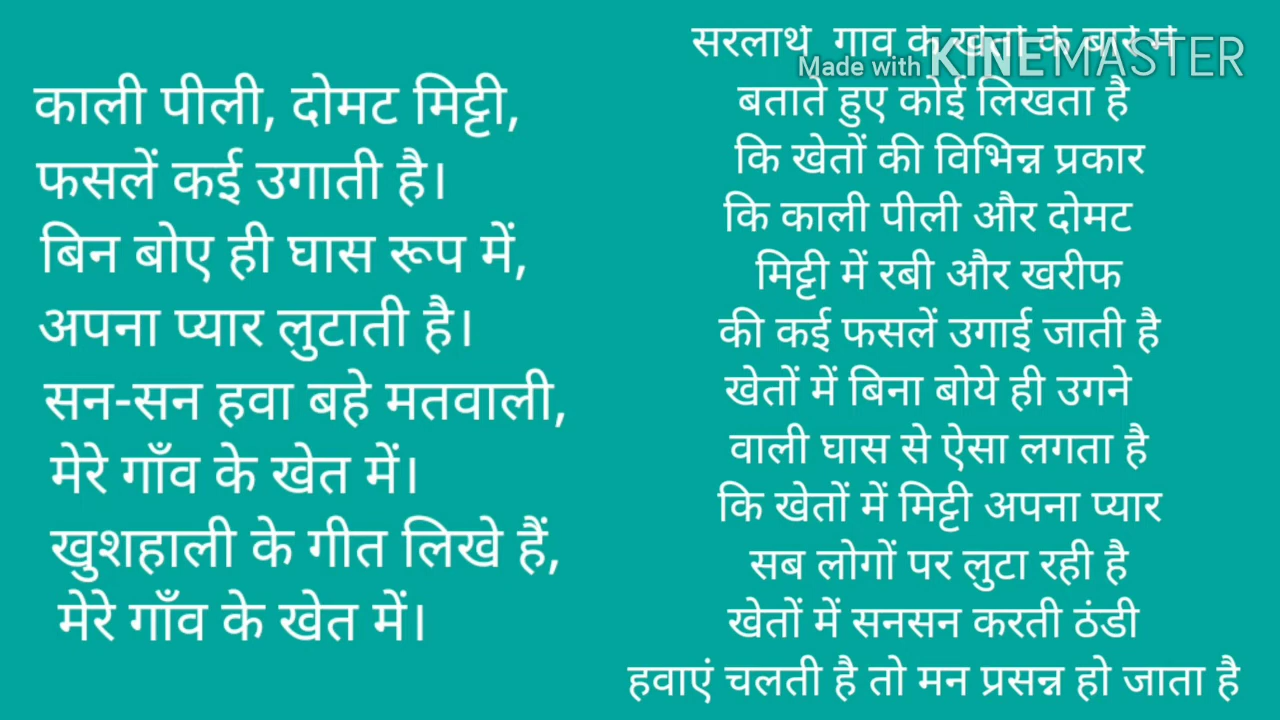 काली पीली, दोमट मिट्टी,
फसलें कई उगाती है।
बिन बोए ही घास रूप में,
अपना प्यार लुटाती है।
सन-सन हवा बहे मतवाली,
मेरे गाँव के खेत में।
खुशहाली के गीत लिखे हैं,
मेरे गाँव के खेत में।
सरलार्थ गांव के खेतों के बारे में
Made with KINEMASTER
बताते हुए कोई लिखता है
कि खेतों की विभिन्न प्रकार
कि काली पीली और दोमट
मिट्टी में रबी और खरीफ
की कई फसलें उगाई जाती है
खेतों में बिना बोये ही उगने
वाली घास से ऐसा लगता है
कि खेतों में मिट्टी अपना प्यार
सब लोगों पर लुटा रही है
खेतों में सनसन करती ठंडी
हवाएं चलती है तो मन प्रसन्न हो जाता है